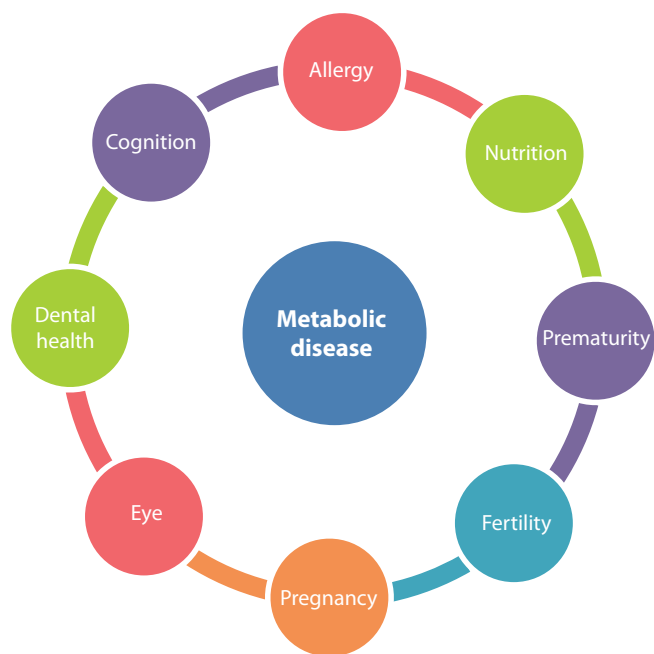 Allergy
Nutrition
Prematurity
Fertility
Pregnancy
Eye
Dental
health
Cognition
Metabolic
disease